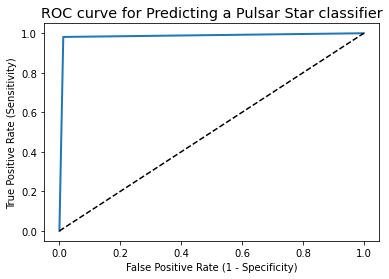 ROC curve for Predicting a Pulsar Star classifier
1.0
0.8
0.6
0.4
0.2
0.0
True Positive Rate (Sensitivity)
0.0 0.2 0.4 0.6 0.8 1.0
False Positive Rate (1 - Specificity)